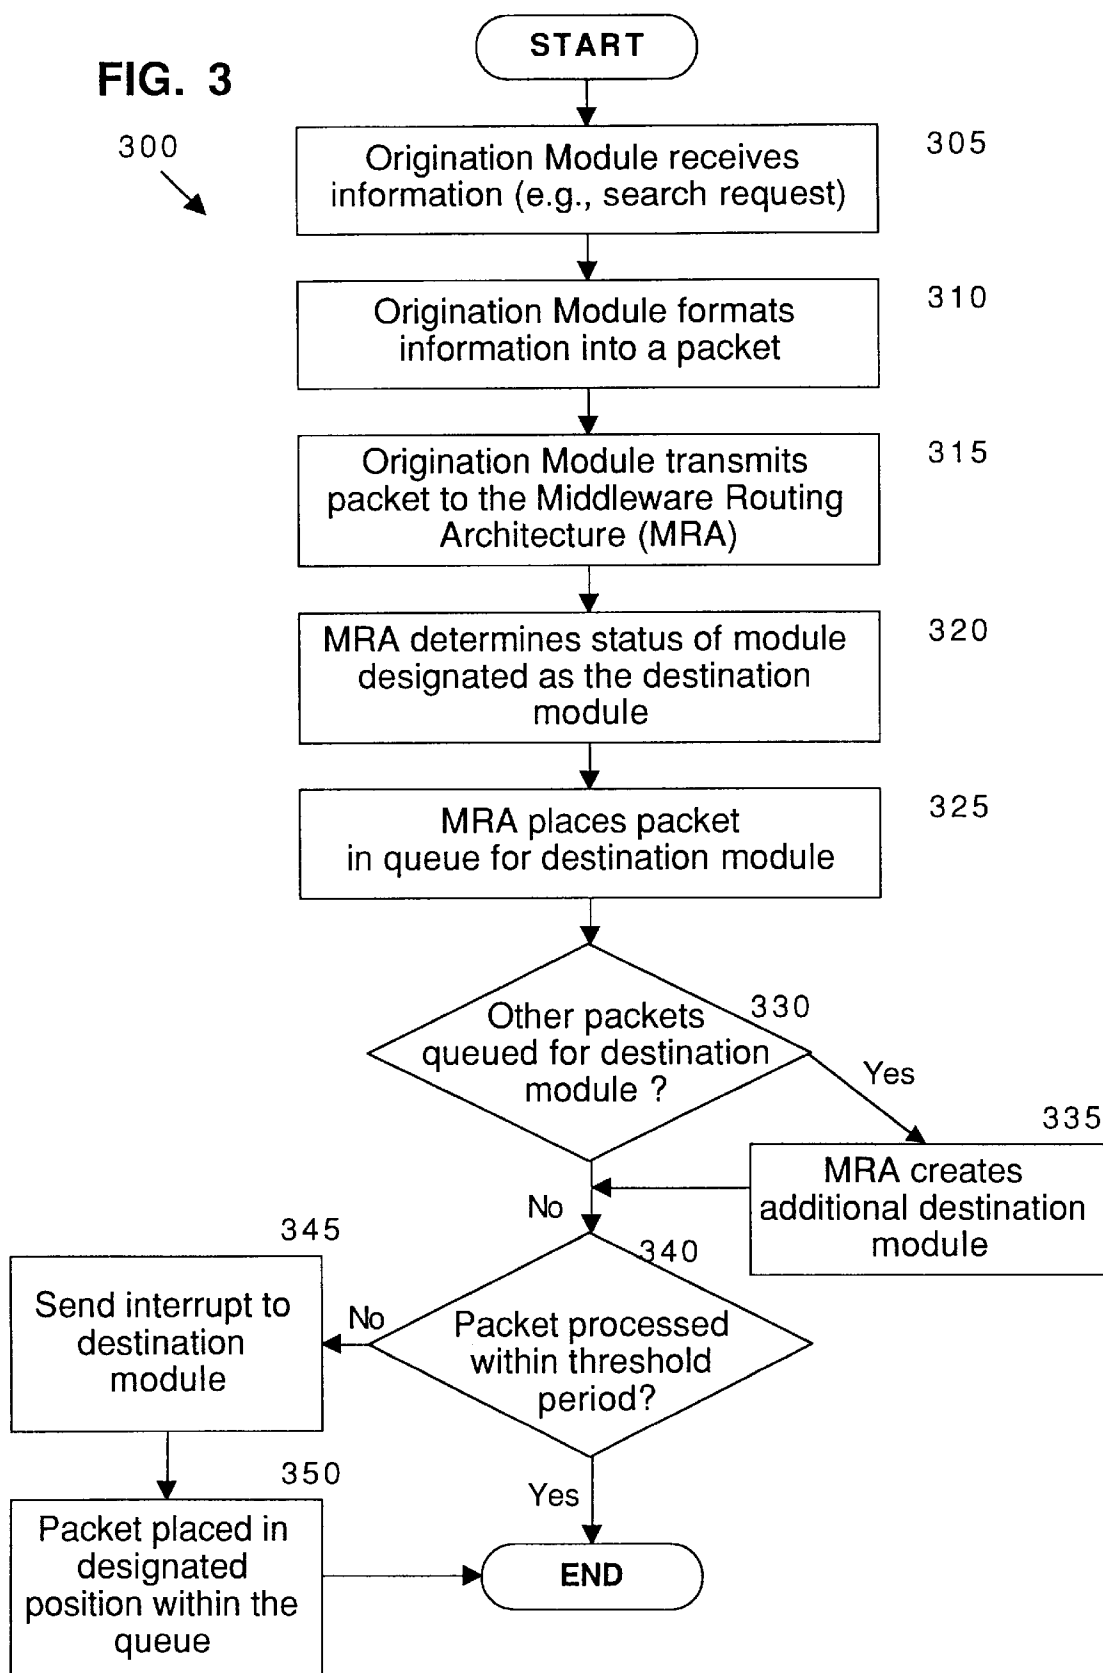 START
FIG. 3
300
305
Origination Module receives
information (e.g., search request)
310
Origination Module formats
information into a packet
315
Origination Module transmits
packet to the Middleware Routing
Architecture (MRA)
320
MRA determines status of module
designated as the destination
module
325
MRA places packet
in queue for destination module
330
Other packets
queued for destination
module ?
Yes
335
MRA creates
additional destination
module
No
340
Packet processed
within threshold
period?
No
345
Send interrupt to
destination
module
350
Packet placed in
designated
position within the
queue
Yes
END